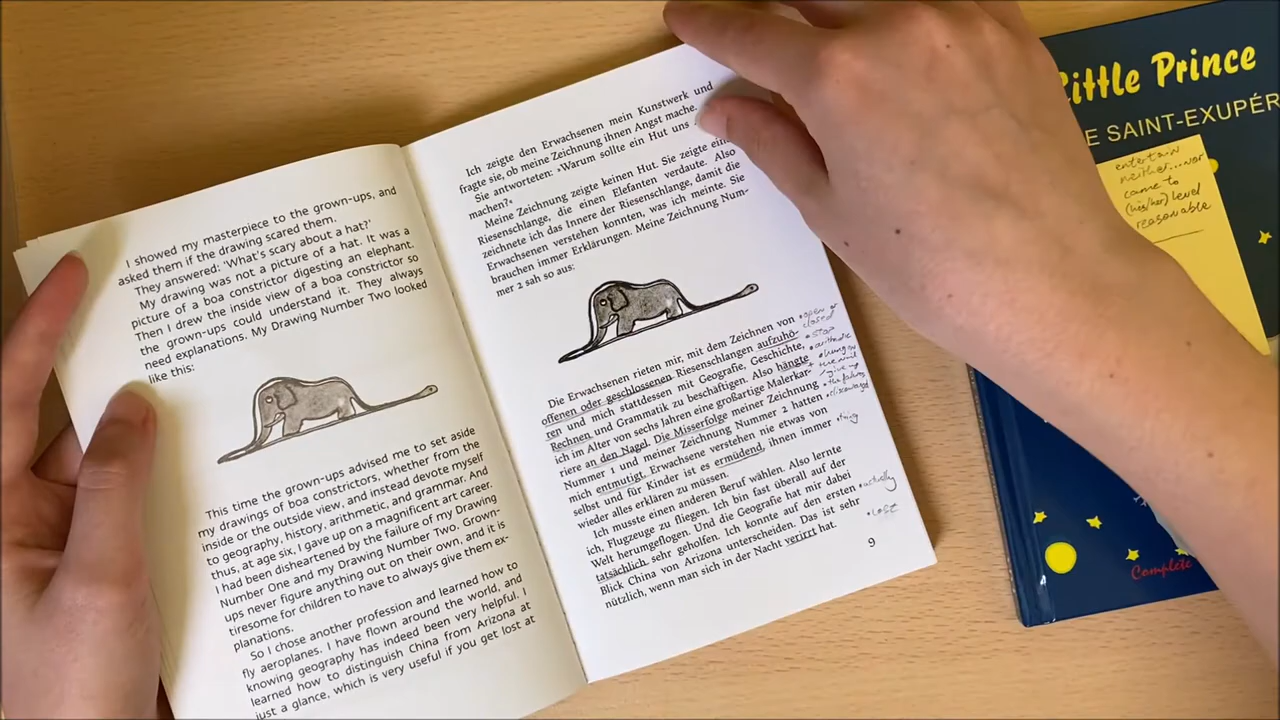 I showed my masterpiece to the grown-ups, and
asked them if the drawing scared them.
They answered: 'What's scary about a hat?'
My drawing was not a picture of a hat. It was a
picture of a boa constrictor digesting an elephant.
Then I drew the inside view of a boa constrictor so
the grown-ups could understand it. They always
need explanations. My Drawing Number Two looked
like this:
This time the grown-ups advised me to set aside
my drawings of boa constrictors, whether from the
inside or the outside view, and instead devote myself
to geography, history, arithmetic, and grammar. And
thus, at age six, I gave up on a magnificent art career.
I had been disheartened by the failure of my Drawing
Number One and my Drawing Number Two. Grown-
ups never figure anything out on their own, and it is
tiresome for children to have to always give them ex-
planations.
So I chose another profession and learned how to
fly aeroplanes. I have flown around the world, and
knowing geography has indeed been very helpful. I
learned how to distinguish China from Arizona at
just a glance, which is very useful if you get lost at
Ich zeigte den Erwachsenen mein Kunstwerk und
fragte sie, ob meine Zeichnung ihnen Angst mache.
Sie antworteten: »Warum sollte ein Hut uns
machen?«
Meine Zeichnung zeigte keinen Hut. Sie zeigte
Riesenschlange, die einen Elefanten verdaute. Also
zeichnete ich das Innere der Riesenschlange, damit die
Erwachsenen verstehen konnten, was ich meinte. Sie
brauchen immer Erklärungen. Meine Zeichnung Num-
mer 2 sah so aus:
Die Erwachsenen rieten mir, mit dem Zeichnen von
offenen oder geschlossenen Riesenschlangen aufzuhö-
ren und mich stattdessen mit Geografie, Geschichte,
Rechnen und Grammatik zu beschäftigen. Also hängte
ich im Alter von sechs Jahren eine großartige Malerkar-
riere an den Nagel. Die Misserfolge meiner Zeichnung
Nummer 1 und meiner Zeichnung Nummer 2 hatten
mich entmutigt. Erwachsene verstehen nie etwas von
selbst und für Kinder ist es ermüdend, ihnen immer
wieder alles erklären zu müssen.
Ich musste einen anderen Beruf wählen. Also lernte
ich, Flugzeuge zu fliegen. Ich bin fast überall auf der
Welt herumgeflogen. Und die Geografie hat mir dabei
tatsächlich sehr geholfen. Ich konnte auf den ersten
Blick China von Arizona unterscheiden. Das ist sehr
nützlich, wenn man sich in der Nacht verirrt hat.
9
open or
closed
stop
arithmetic
hung on
the nail
giving up
discouraged
tiring
actually
lost
Little Prince
E SAINT-EXUPÉR
entertain
neither...nor
came to
(his/her) level
reasonable
Complete